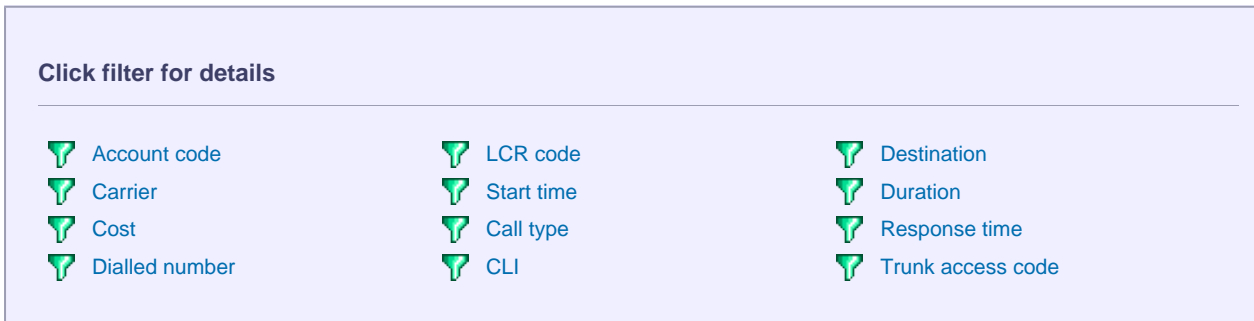 Click filter for details
Account code
LCR code
Destination
Carrier
Start time
Duration
Cost
Call type
Response time
Dialled number
CLI
Trunk access code